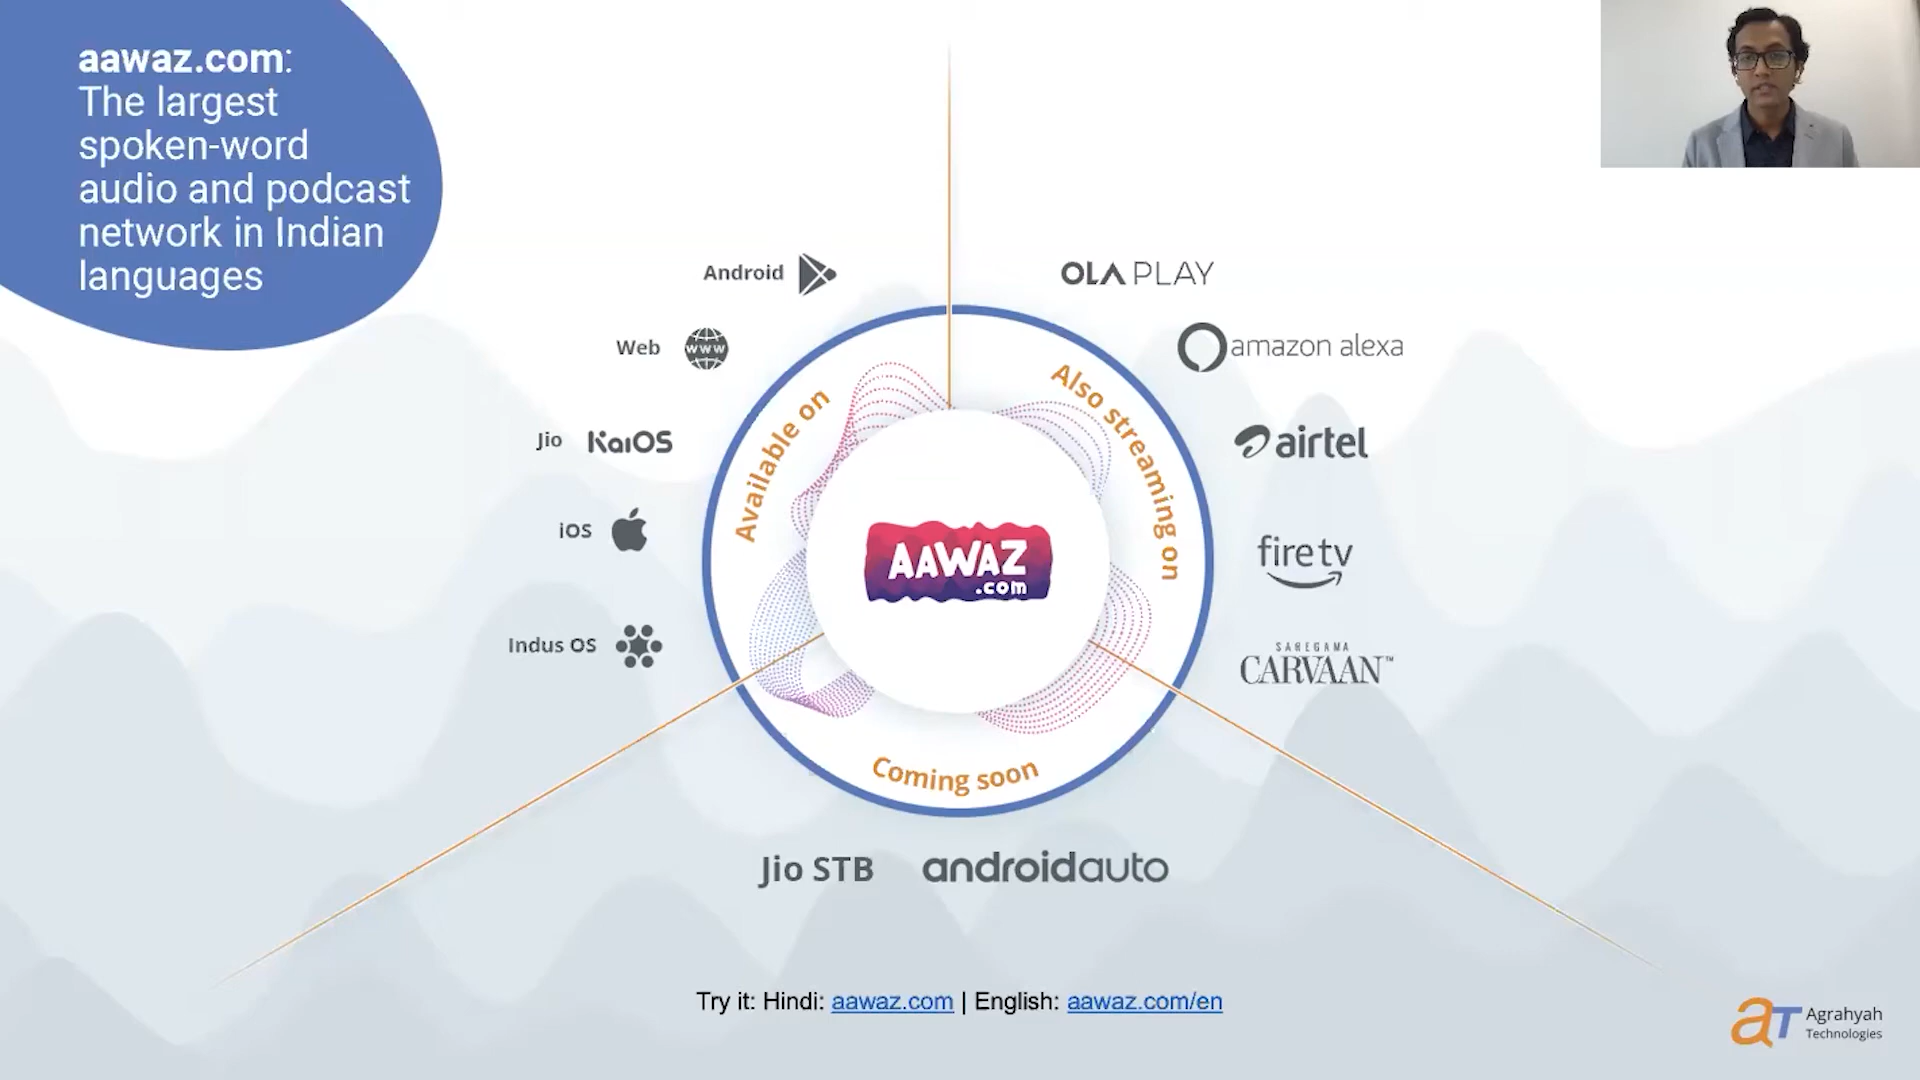 aawaz.com:
The largest
spoken-word
audio and podcast
network in Indian
languages
Android
Web
www
Jio KaiOS
iOS
Indus OS
Available on
OLA PLAY
amazon alexa
airtel
fire tv
SAREGAMA
CARVAAN™
Also streaming on
AAWAZ
.com
Coming soon
Jio STB androidauto
Try it: Hindi: aawaz.com | English: aawaz.com/en
aT Agrahyah
Technologies